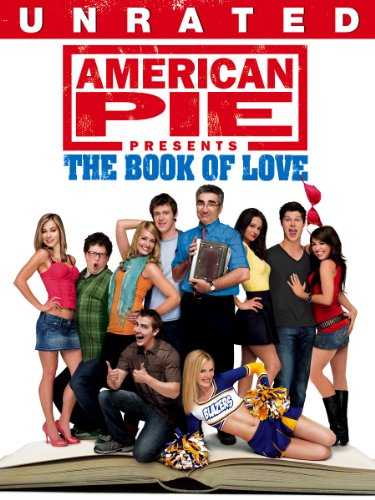 UNRATED
AMERICAN
PIE
PRESENTS
THE BOOK OF LOVE
BLAZERS